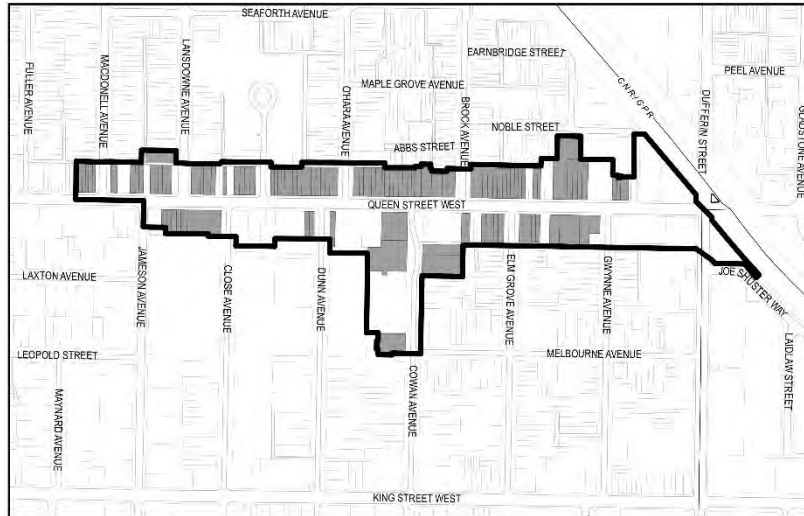 SEAFORTH AVENUE
EARNBRIDGE STREET
PEEL AVENUE
FULLER AVENUE
MACDONELL AVENUE
LANSDOWNE AVENUE
MAPLE GROVE AVENUE
O'HARA AVENUE
BROCK AVENUE
NOBLE STREET
CNR/CPR
DUFFERIN STREET
GLADSTONE AVENUE
ABBS STREET
QUEEN STREET WEST
LAXTON AVENUE
JAMESON AVENUE
CLOSE AVENUE
DUNN AVENUE
ELM GROVE AVENUE
GWYNNE AVENUE
JOE SHUSTER WAY
LEOPOLD STREET
MELBOURNE AVENUE
LAIDLAW STREET
MAYNARD AVENUE
COWAN AVENUE
KING STREET WEST